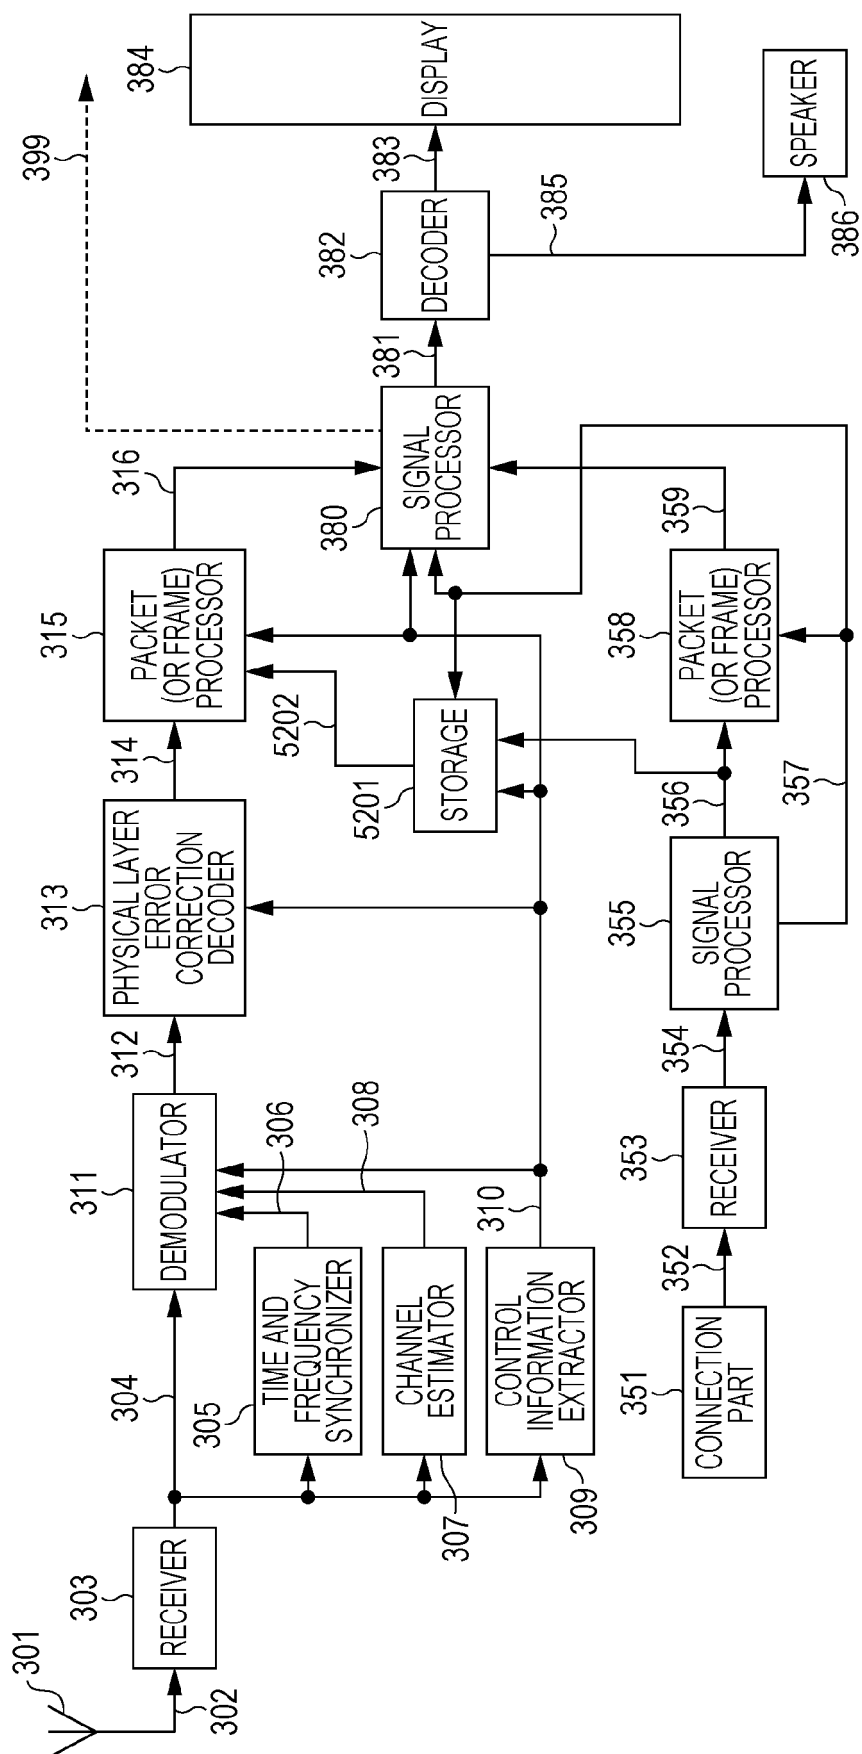 301
302
303
RECEIVER
304
305
TIME AND
FREQUENCY
SYNCHRONIZER
306
307
CHANNEL
ESTIMATOR
308
309
CONTROL
INFORMATION
EXTRACTOR
310
311
DEMODULATOR
312
313
PHYSICAL LAYER
ERROR
CORRECTION
DECODER
314
315
PACKET
(OR FRAME)
PROCESSOR
316
5201
STORAGE
5202
351
CONNECTION
PART
352
353
RECEIVER
354
355
SIGNAL
PROCESSOR
356
357
358
PACKET
(OR FRAME)
PROCESSOR
359
380
SIGNAL
PROCESSOR
399
381
382
DECODER
383
384
DISPLAY
385
386
SPEAKER